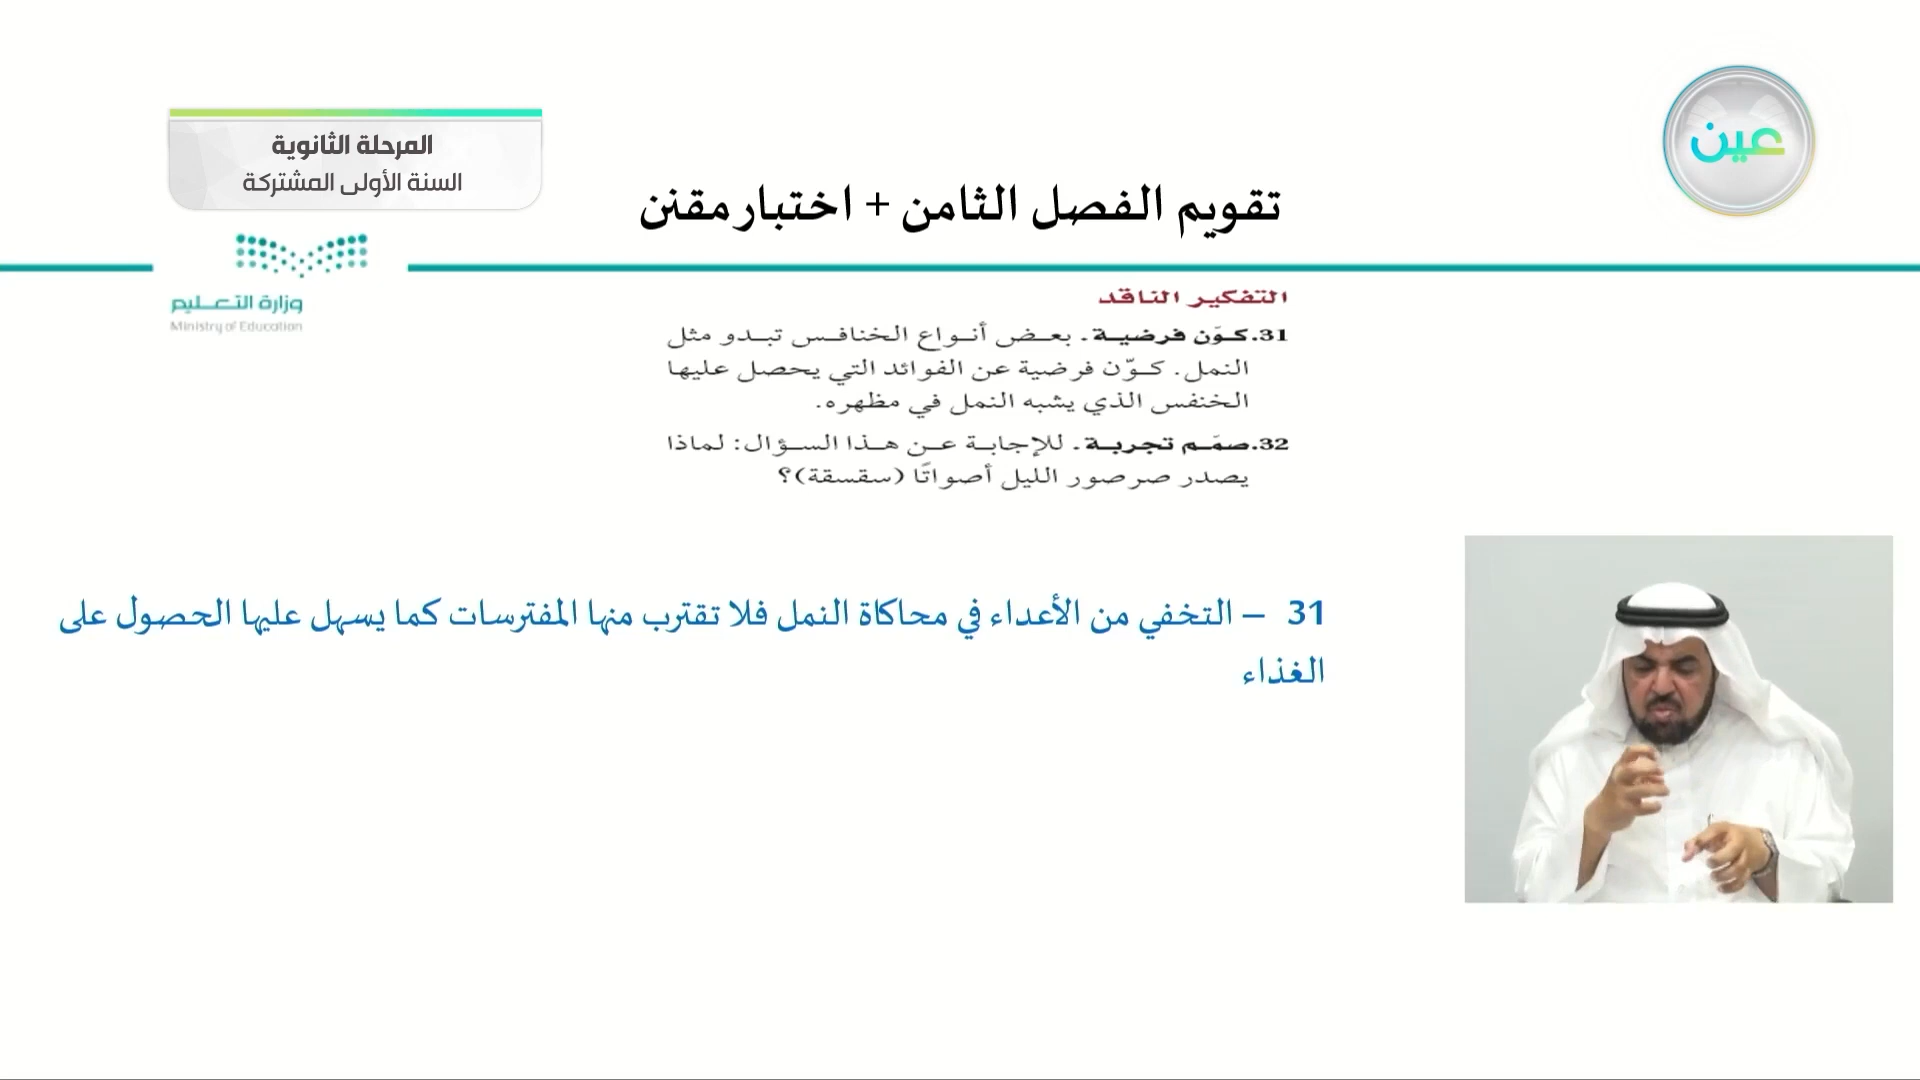 عين
المرحلة الثانوية
السنة الأولى المشتركة
تقويم الفصل الثامن + اختبار مقنن
وزارة التعليم
Ministry of Education
التفكير الناقد
31. كوّن فرضية. بعض أنواع الخنافس تبدو مثل
النمل. كوّن فرضية عن الفوائد التي يحصل عليها
الخنفس الذي يشبه النمل في مظهره.
32. صمّم تجربة. للإجابة عن هذا السؤال: لماذا
يصدر صرصور الليل أصواتًا (سقسقة)؟
31 – التخفي من الأعداء في محاكاة النمل فلا تقترب منها المفترسات كما يسهل عليها الحصول على
الغذاء